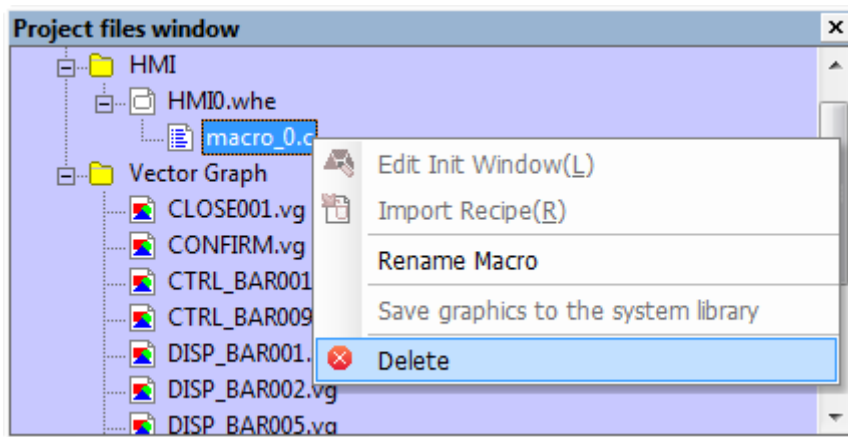 Project files window
HMI
HMI0.whe
macro_0.c
Edit Init Window(L)
Import Recipe(R)
Rename Macro
Save graphics to the system library
Delete
Vector Graph
CLOSE001.vg
CONFIRM.vg
CTRL_BAR001
CTRL_BAR009
DISP_BAR001.
DISP_BAR002.vg
DISP_BAR005.vg